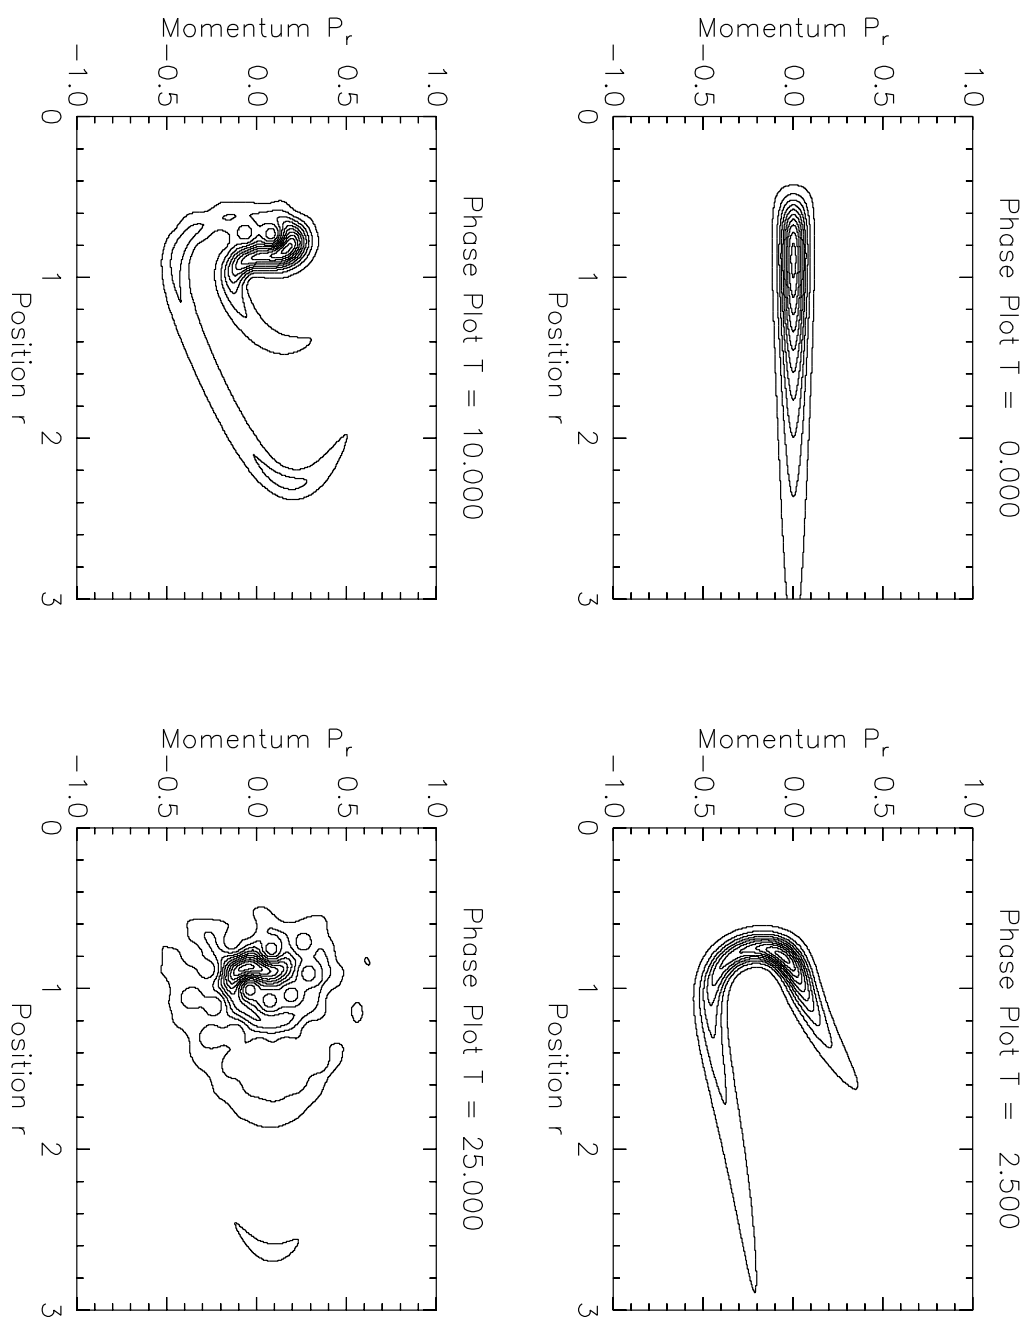 Phase Plot T = 0.000
Momentum P_r
1.0
0.5
0.0
−0.5
−1.0
0 1 2 3
Position r
Phase Plot T = 2.500
Momentum P_r
1.0
0.5
0.0
−0.5
−1.0
0 1 2 3
Position r
Phase Plot T = 10.000
Momentum P_r
1.0
0.5
0.0
−0.5
−1.0
0 1 2 3
Position r
Phase Plot T = 25.000
Momentum P_r
1.0
0.5
0.0
−0.5
−1.0
0 1 2 3
Position r